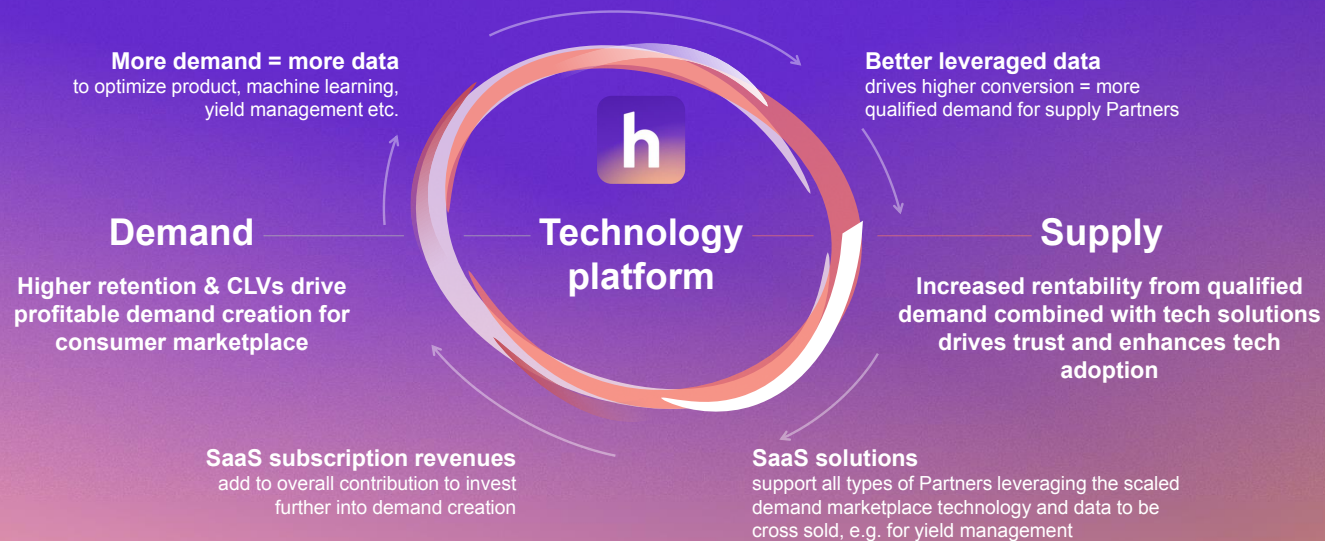 More demand = more data
to optimize product, machine learning,
yield management etc.
Better leveraged data
drives higher conversion = more
qualified demand for supply Partners
h
Demand
Higher retention & CLVs drive
profitable demand creation for
consumer marketplace
Technology
platform
Supply
Increased rentability from qualified
demand combined with tech solutions
drives trust and enhances tech
adoption
SaaS subscription revenues
add to overall contribution to invest
further into demand creation
SaaS solutions
support all types of Partners leveraging the scaled
demand marketplace technology and data to be
cross sold, e.g. for yield management